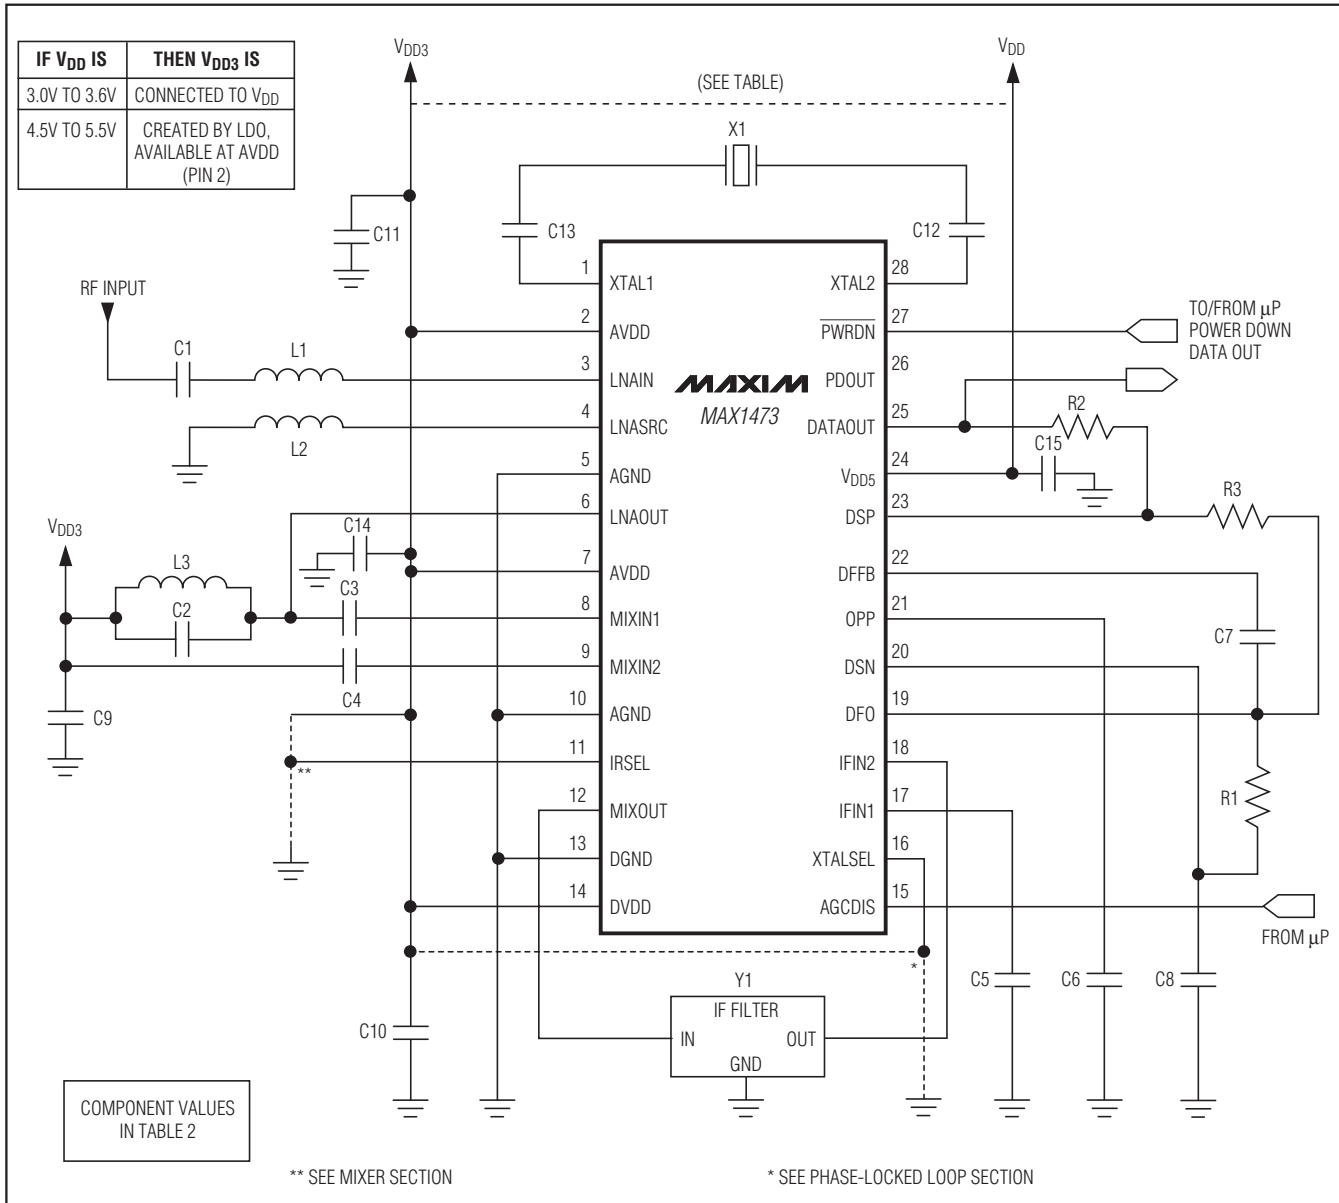 IF VDD IS THEN VDD3 IS
3.0V TO 3.6V CONNECTED TO VDD
4.5V TO 5.5V CREATED BY LDO,
AVAILABLE AT AVDD
(PIN 2)
VDD3
VDD
(SEE TABLE)
X1
C11
C13
C12
RF INPUT
C1
L1
L2
1 XTAL1
2 AVDD
3 LNAIN
4 LNASRC
5 AGND
6 LNAOUT
7 AVDD
8 MIXIN1
9 MIXIN2
10 AGND
11 IRSEL
12 MIXOUT
13 DGND
14 DVDD
MAXIM
MAX1473
XTAL2 28
PWRDN 27
PDOUT 26
DATAOUT 25
VDD5 24
DSP 23
DFFB 22
OPP 21
DSN 20
DFO 19
IFIN2 18
IFIN1 17
XTALSEL 16
AGCDIS 15
TO/FROM μP
POWER DOWN
DATA OUT
R2
C15
R3
VDD3
C14
L3
C2
C3
C4
C9
C7
R1
**
FROM μP
*
C5
C6
C8
C10
Y1
IF FILTER
IN OUT
GND
COMPONENT VALUES
IN TABLE 2
** SEE MIXER SECTION
* SEE PHASE-LOCKED LOOP SECTION